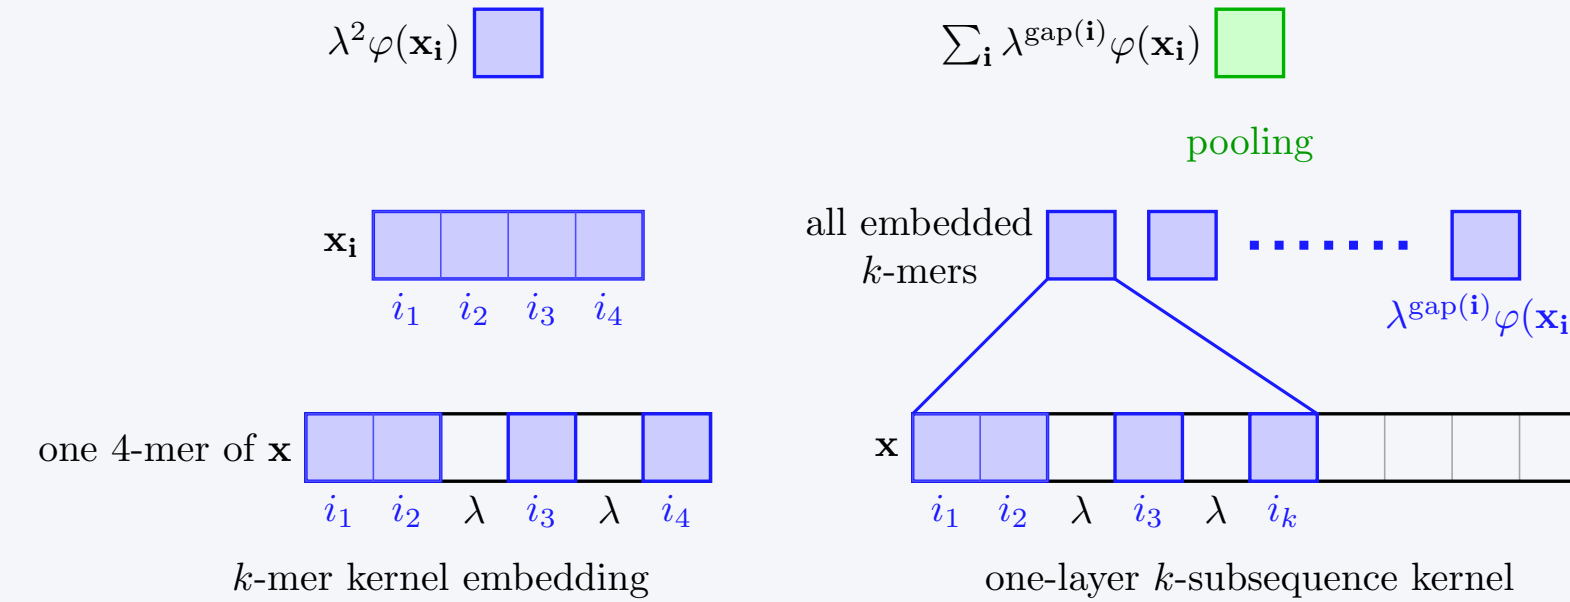 λ²φ(x_i)
x_i
i₁ i₂ i₃ i₄
one 4-mer of x
i₁ i₂ λ i₃ λ i₄
k-mer kernel embedding
∑_i λ^gap(i) φ(x_i)
pooling
all embedded
k-mers
λ^gap(i) φ(x_i
x
i₁ i₂ λ i₃ λ i_k
one-layer k-subsequence kernel